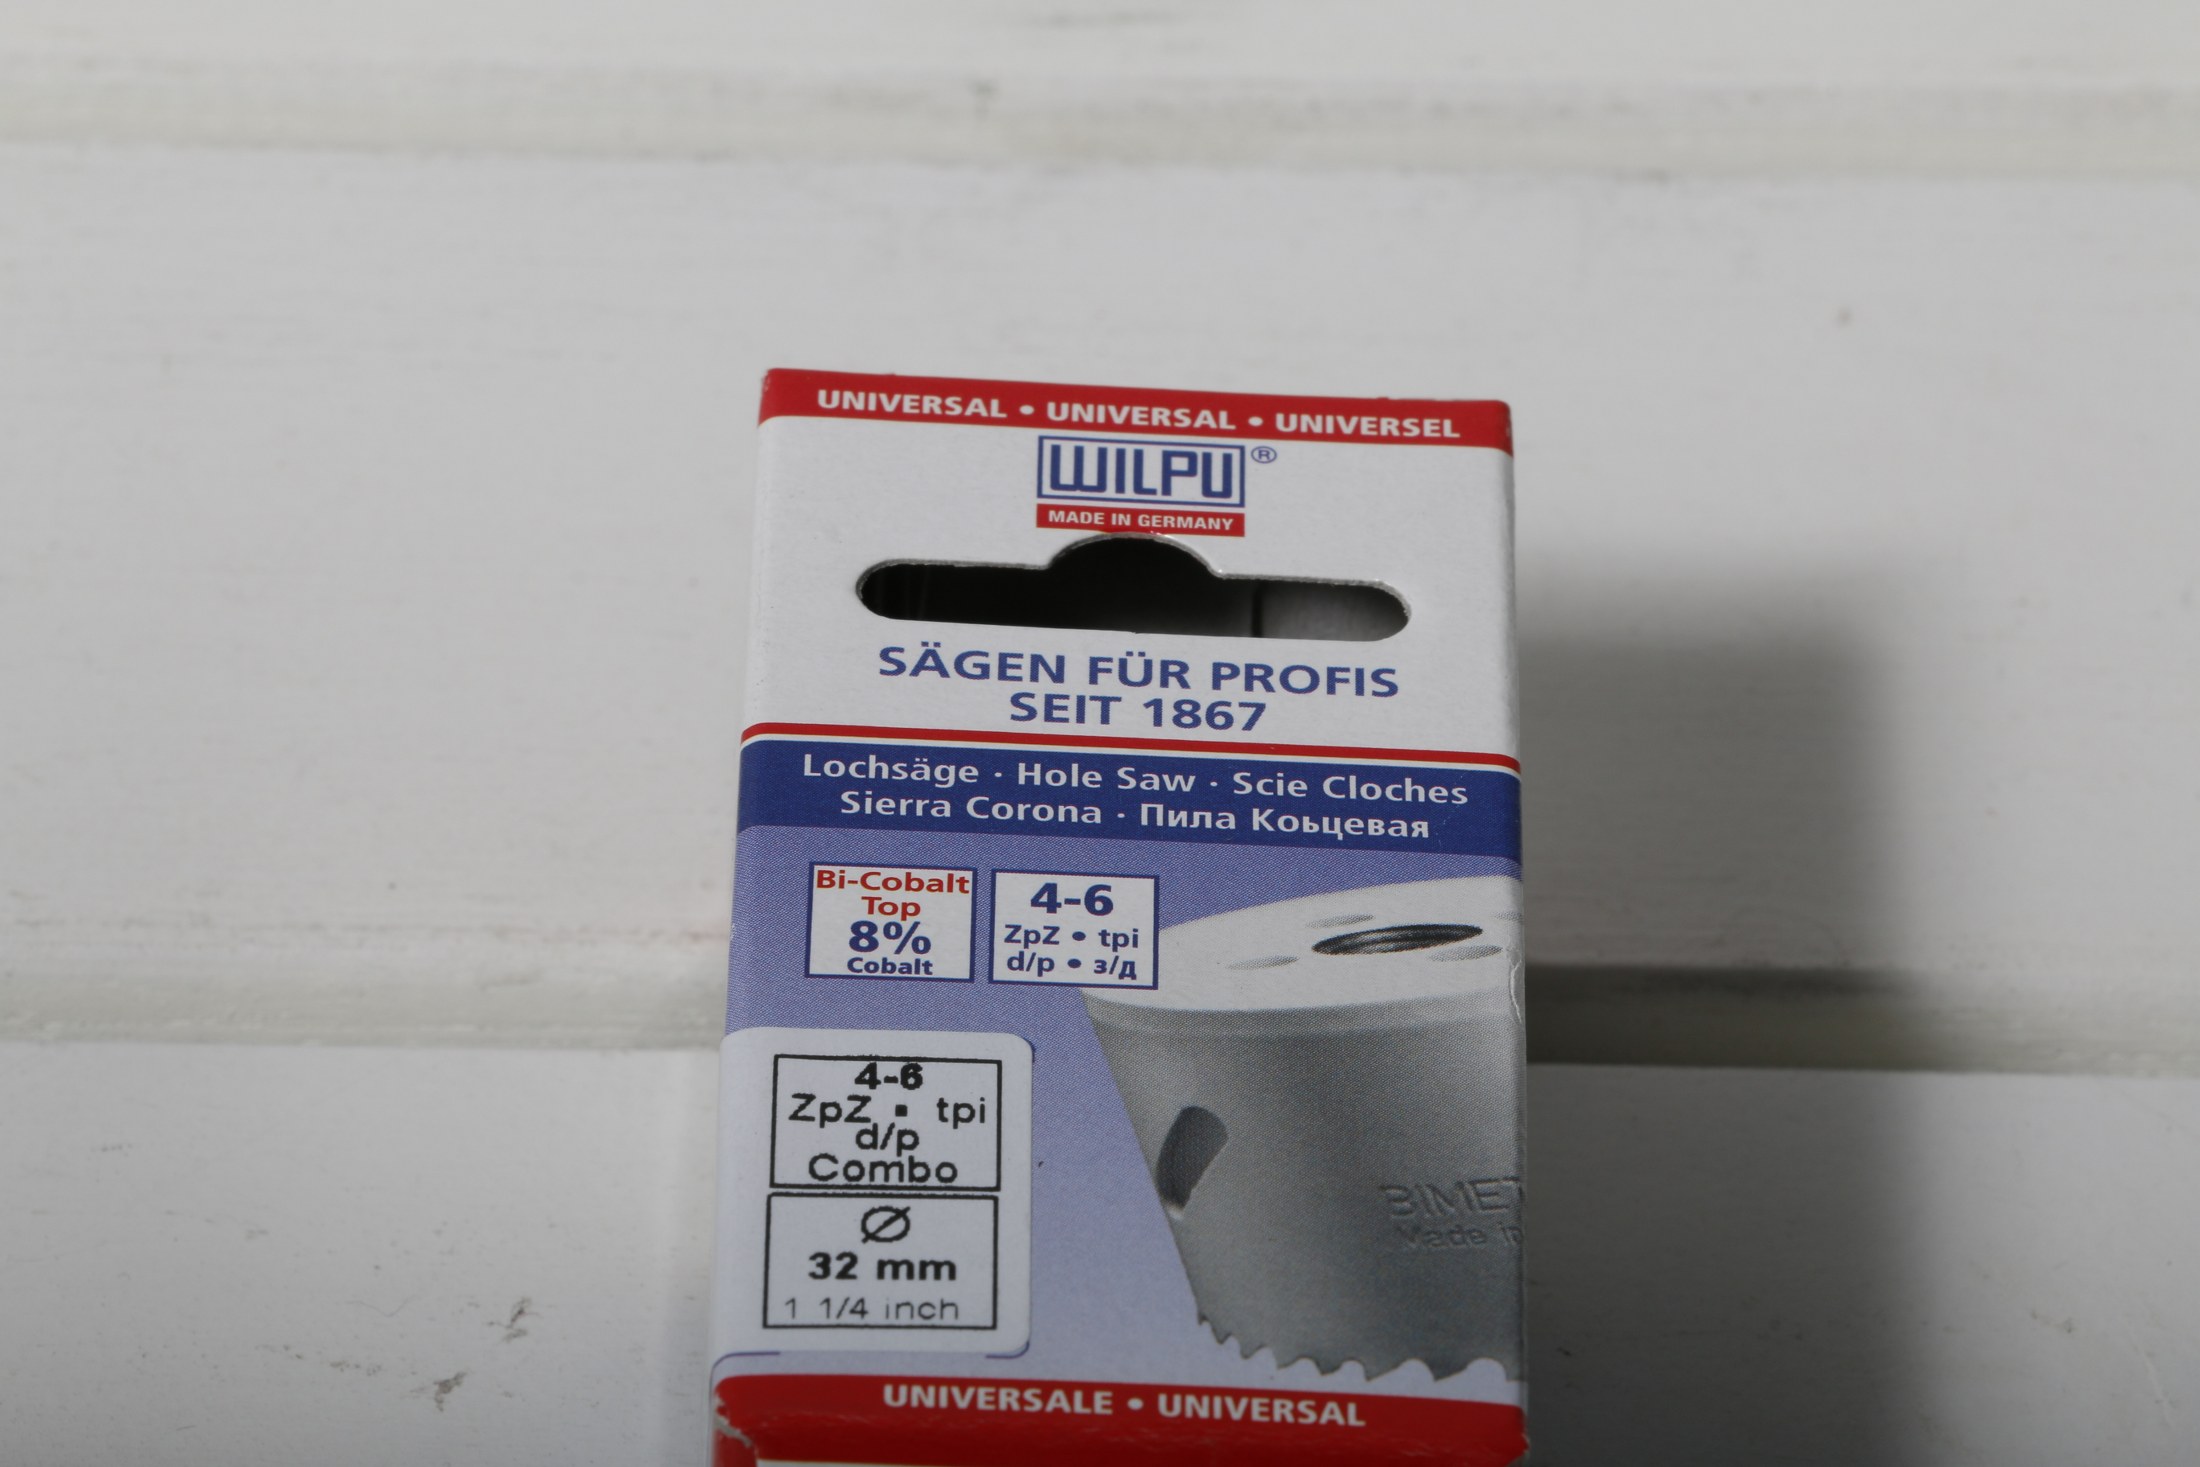 UNIVERSAL • UNIVERSAL • UNIVERSEL
WILPU®
MADE IN GERMANY
SÄGEN FÜR PROFIS
SEIT 1867
Lochsäge · Hole Saw · Scie Cloches
Sierra Corona · Пила Коьцевая
Bi-Cobalt
Top
8%
Cobalt
4-6
ZpZ • tpi
d/p • з/д
4-6
ZpZ ▪ tpi
d/p
Combo
Ø
32 mm
1 1/4 inch
BIMET
Made in
UNIVERSALE • UNIVERSAL